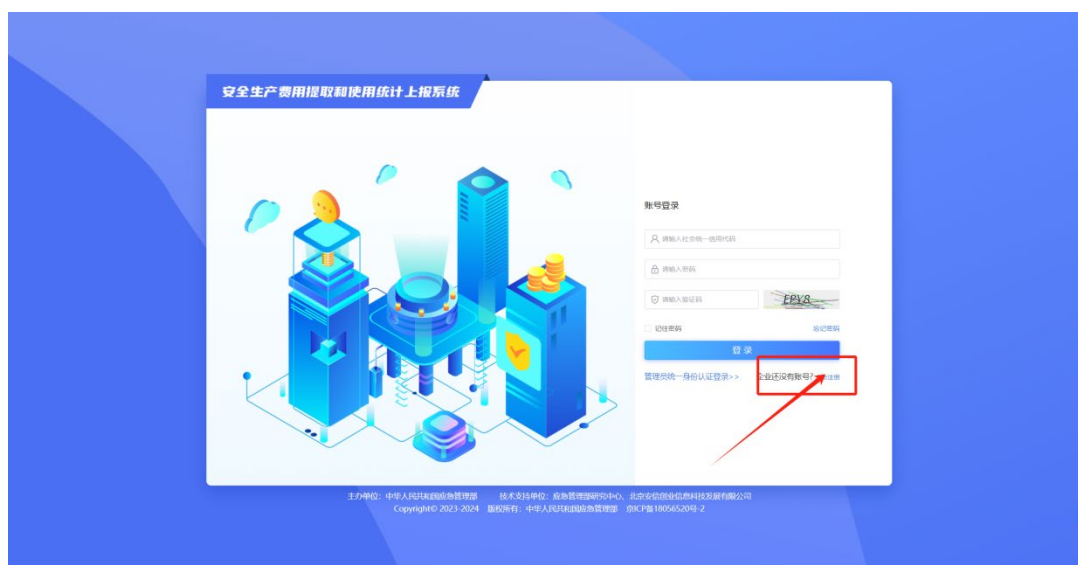 安全生产费用提取和使用统计上报系统
账号登录
请输入社会统一信用代码
请输入密码
请输入验证码
EPY8
记住密码 忘记密码
登 录
管理员统一身份认证登录>> 企业还没有账号? 注册
主办单位：中华人民共和国应急管理部 技术支持单位：应急管理部研究中心、北京安信创业信息科技发展有限公司
Copyright© 2023-2024 版权所有：中华人民共和国应急管理部 京ICP备18056520号-2